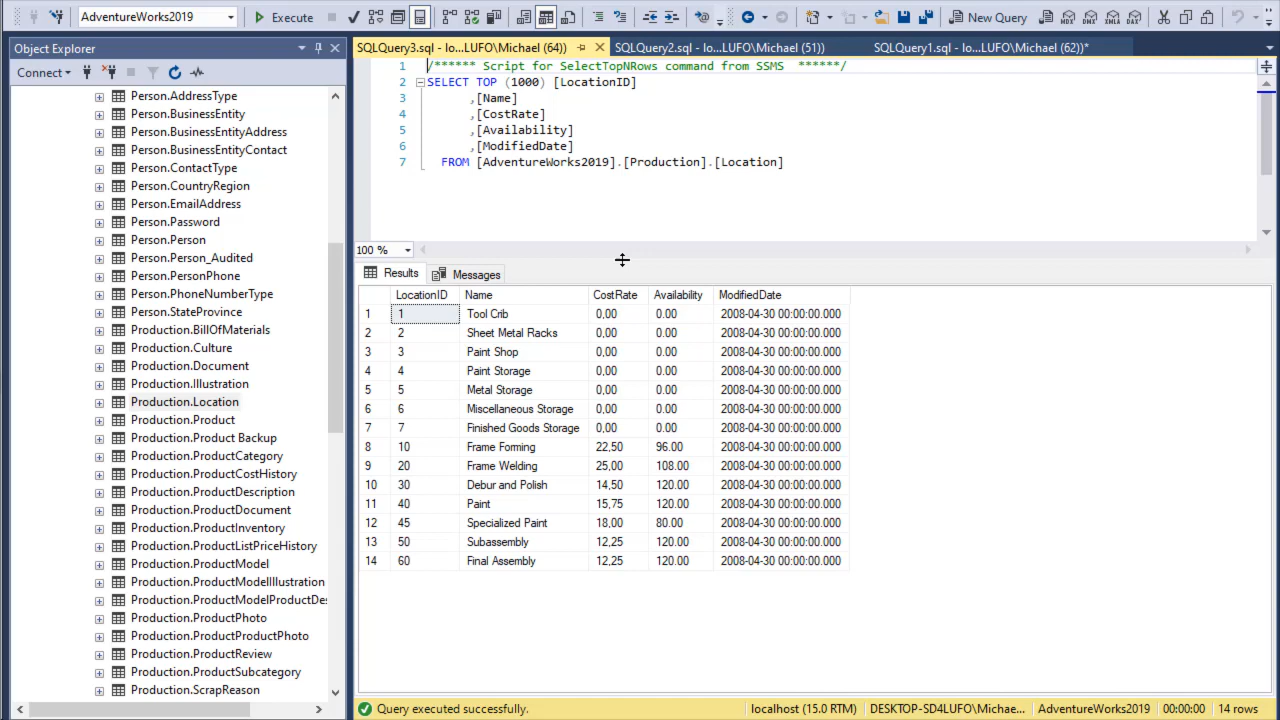 AdventureWorks2019
Execute
New Query
Object Explorer
Connect
Person.AddressType
Person.BusinessEntity
Person.BusinessEntityAddress
Person.BusinessEntityContact
Person.ContactType
Person.CountryRegion
Person.EmailAddress
Person.Password
Person.Person
Person.Person_Audited
Person.PersonPhone
Person.PhoneNumberType
Person.StateProvince
Production.BillOfMaterials
Production.Culture
Production.Document
Production.Illustration
Production.Location
Production.Product
Production.Product Backup
Production.ProductCategory
Production.ProductCostHistory
Production.ProductDescription
Production.ProductDocument
Production.ProductInventory
Production.ProductListPriceHistory
Production.ProductModel
Production.ProductModelIllustration
Production.ProductModelProductDe
Production.ProductPhoto
Production.ProductProductPhoto
Production.ProductReview
Production.ProductSubcategory
Production.ScrapReason
SQLQuery3.sql - lo...LUFO\Michael (64))
SQLQuery2.sql - lo...LUFO\Michael (51))
SQLQuery1.sql - lo...LUFO\Michael (62))*
1 /****** Script for SelectTopNRows command from SSMS ******/
2 SELECT TOP (1000) [LocationID]
3 ,[Name]
4 ,[CostRate]
5 ,[Availability]
6 ,[ModifiedDate]
7 FROM [AdventureWorks2019].[Production].[Location]
100 %
Results Messages
LocationID Name CostRate Availability ModifiedDate
1 1 Tool Crib 0,00 0.00 2008-04-30 00:00:00.000
2 2 Sheet Metal Racks 0,00 0.00 2008-04-30 00:00:00.000
3 3 Paint Shop 0,00 0.00 2008-04-30 00:00:00.000
4 4 Paint Storage 0,00 0.00 2008-04-30 00:00:00.000
5 5 Metal Storage 0,00 0.00 2008-04-30 00:00:00.000
6 6 Miscellaneous Storage 0,00 0.00 2008-04-30 00:00:00.000
7 7 Finished Goods Storage 0,00 0.00 2008-04-30 00:00:00.000
8 10 Frame Forming 22,50 96.00 2008-04-30 00:00:00.000
9 20 Frame Welding 25,00 108.00 2008-04-30 00:00:00.000
10 30 Debur and Polish 14,50 120.00 2008-04-30 00:00:00.000
11 40 Paint 15,75 120.00 2008-04-30 00:00:00.000
12 45 Specialized Paint 18,00 80.00 2008-04-30 00:00:00.000
13 50 Subassembly 12,25 120.00 2008-04-30 00:00:00.000
14 60 Final Assembly 12,25 120.00 2008-04-30 00:00:00.000
Query executed successfully.
localhost (15.0 RTM)
DESKTOP-SD4LUFO\Michae...
AdventureWorks2019
00:00:00
14 rows